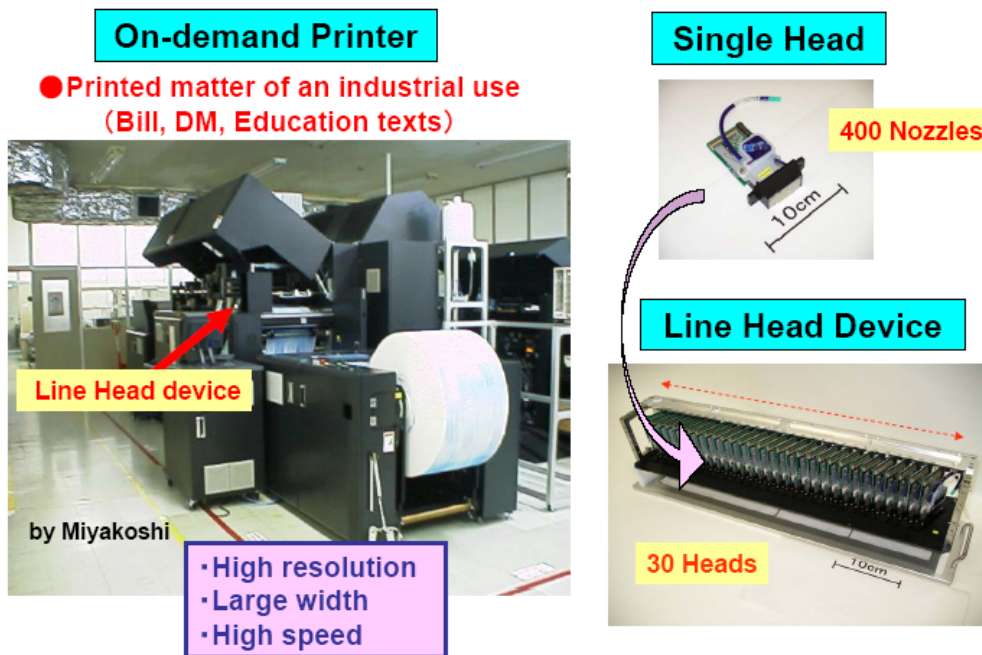 On-demand Printer
●Printed matter of an industrial use
（Bill, DM, Education texts）
Line Head device
by Miyakoshi
・High resolution
・Large width
・High speed
Single Head
400 Nozzles
10cm
Line Head Device
30 Heads
10cm